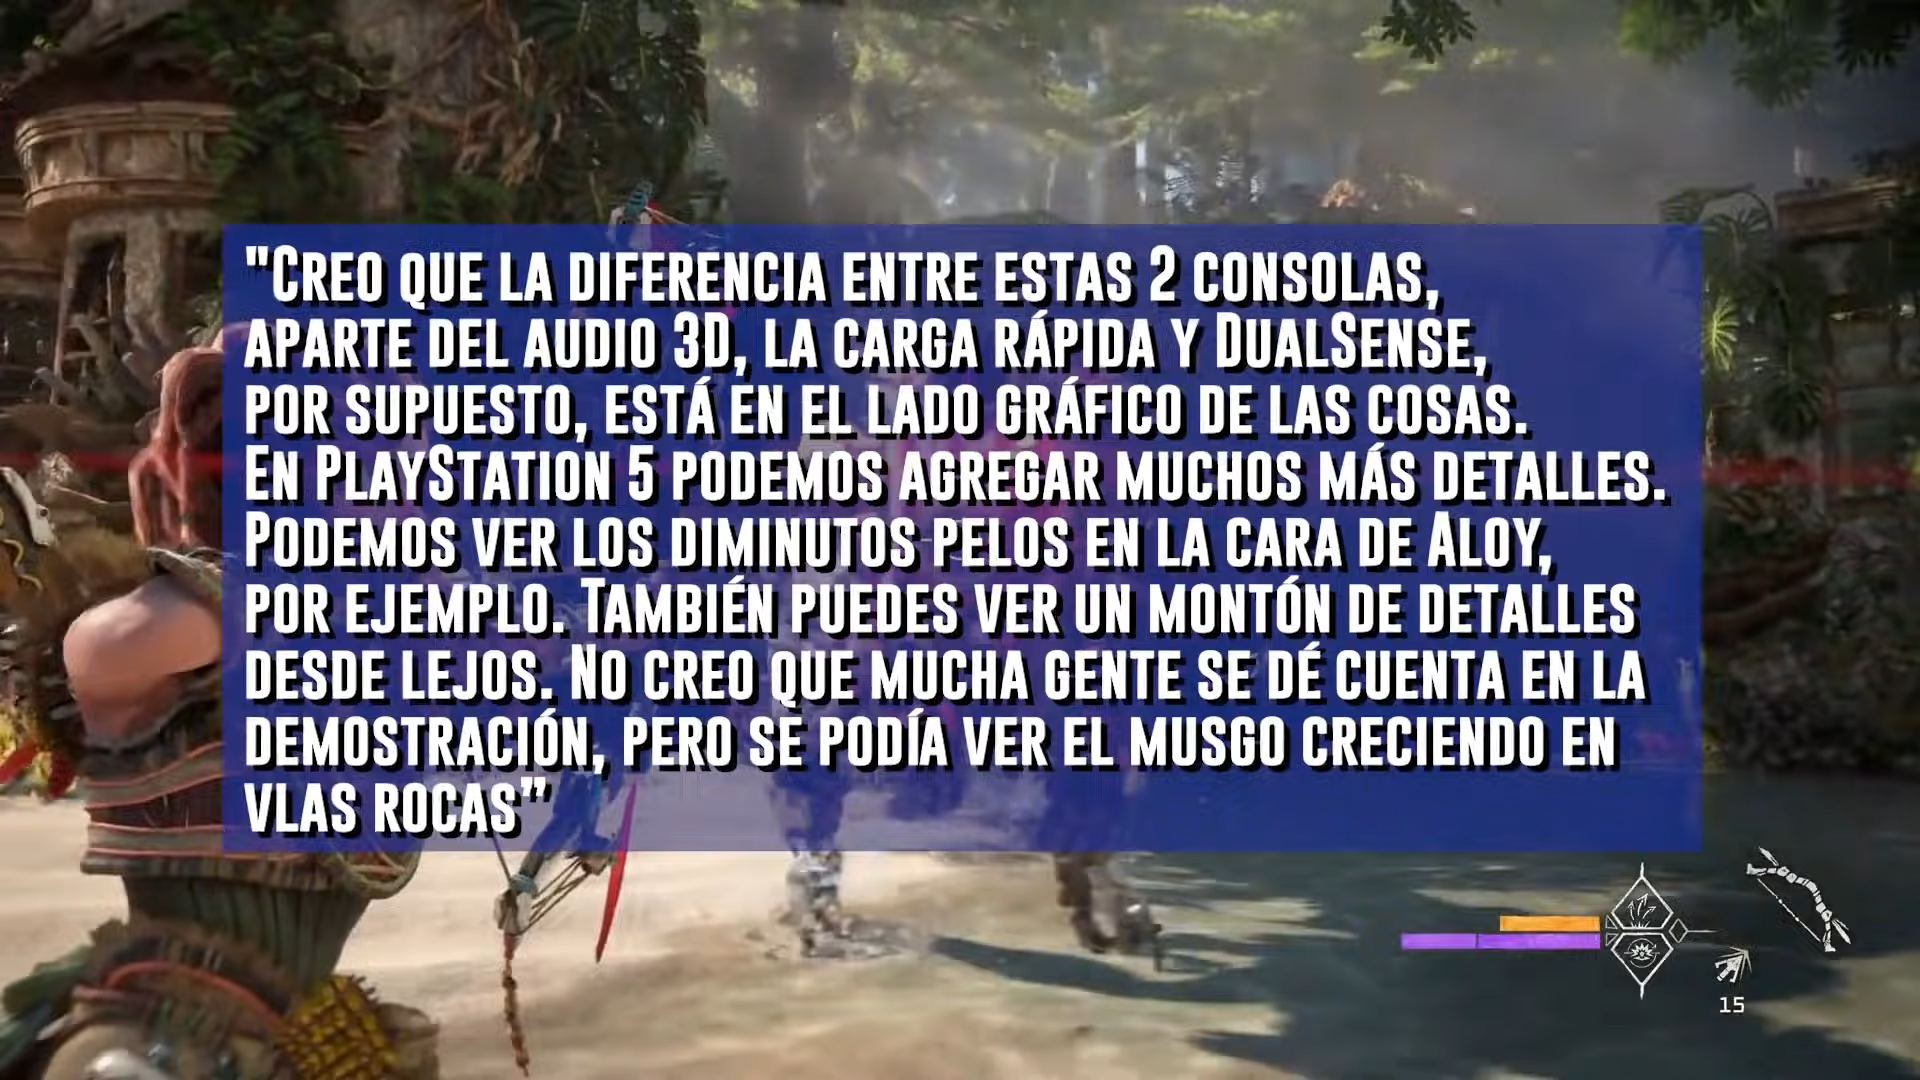 "Creo que la diferencia entre estas 2 consolas,
aparte del audio 3D, la carga rápida y DualSense,
por supuesto, está en el lado gráfico de las cosas.
En PlayStation 5 podemos agregar muchos más detalles.
Podemos ver los diminutos pelos en la cara de Aloy,
por ejemplo. También puedes ver un montón de detalles
desde lejos. No creo que mucha gente se dé cuenta en la
demostración, pero se podía ver el musgo creciendo en
vlas rocas”
15